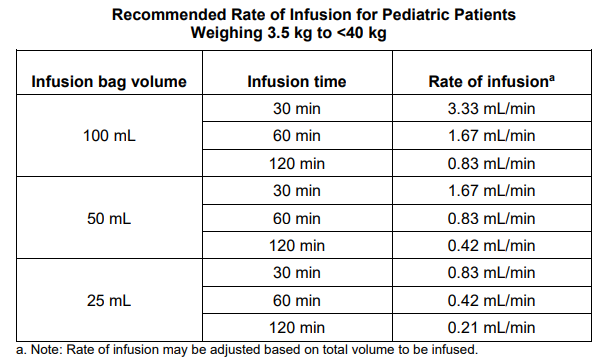 Recommended Rate of Infusion for Pediatric Patients
Weighing 3.5 kg to <40 kg
Infusion bag volume Infusion time Rate of infusionᵃ
100 mL 30 min 3.33 mL/min
60 min 1.67 mL/min
120 min 0.83 mL/min
50 mL 30 min 1.67 mL/min
60 min 0.83 mL/min
120 min 0.42 mL/min
25 mL 30 min 0.83 mL/min
60 min 0.42 mL/min
120 min 0.21 mL/min
a. Note: Rate of infusion may be adjusted based on total volume to be infused.